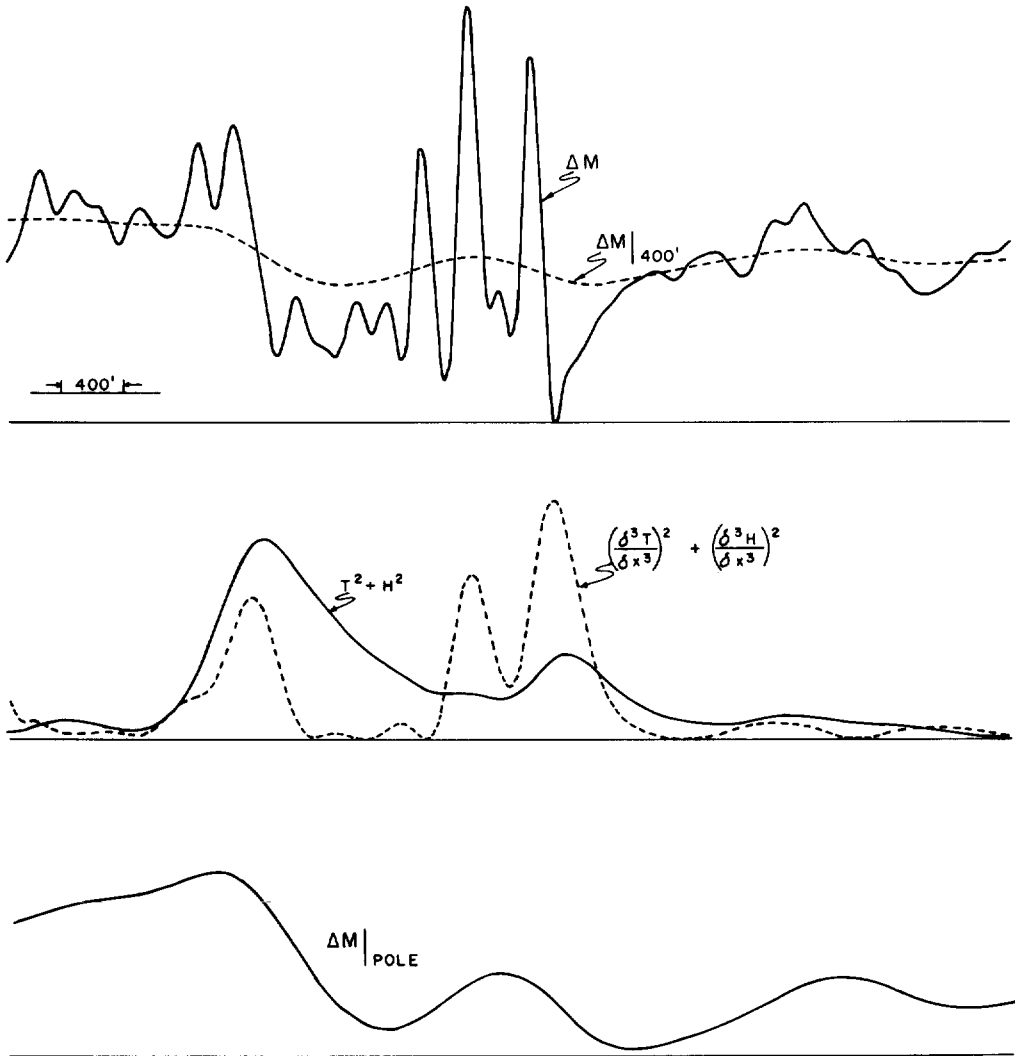 ΔM
ΔM|400'
400'
(δ³T/δx³)² + (δ³H/δx³)²
T² + H²
ΔM|POLE